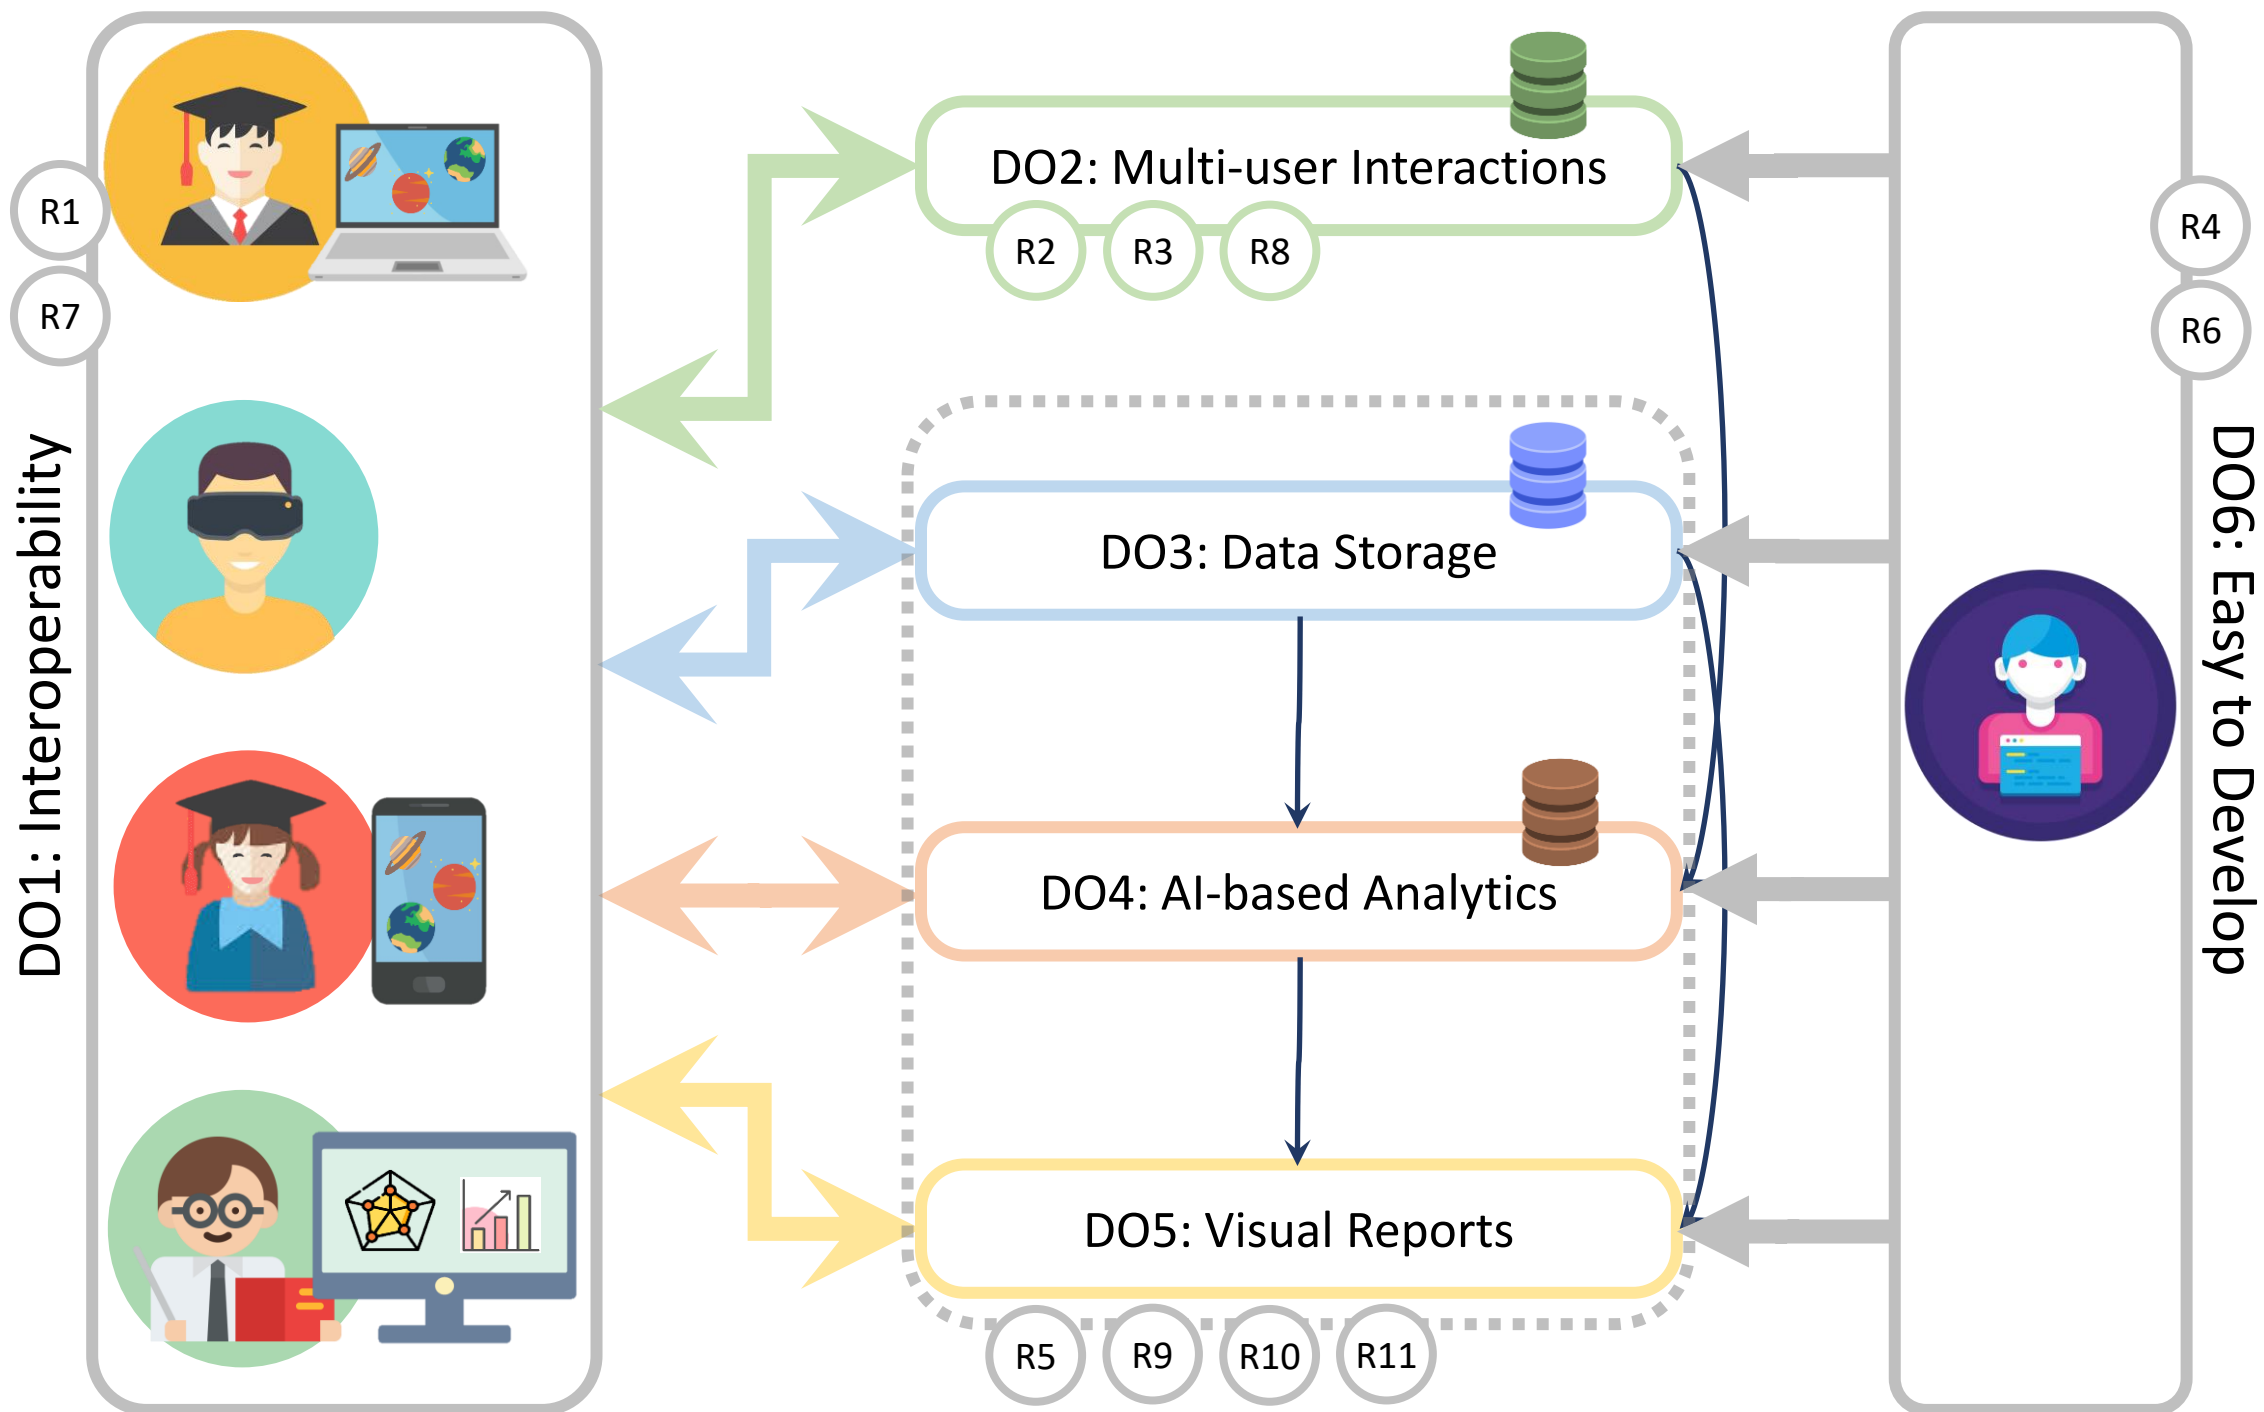 R1
R7
DO1: Interoperability
DO2: Multi-user Interactions
R2
R3
R8
DO3: Data Storage
DO4: AI-based Analytics
DO5: Visual Reports
R5
R9
R10
R11
R4
R6
DO6: Easy to Develop